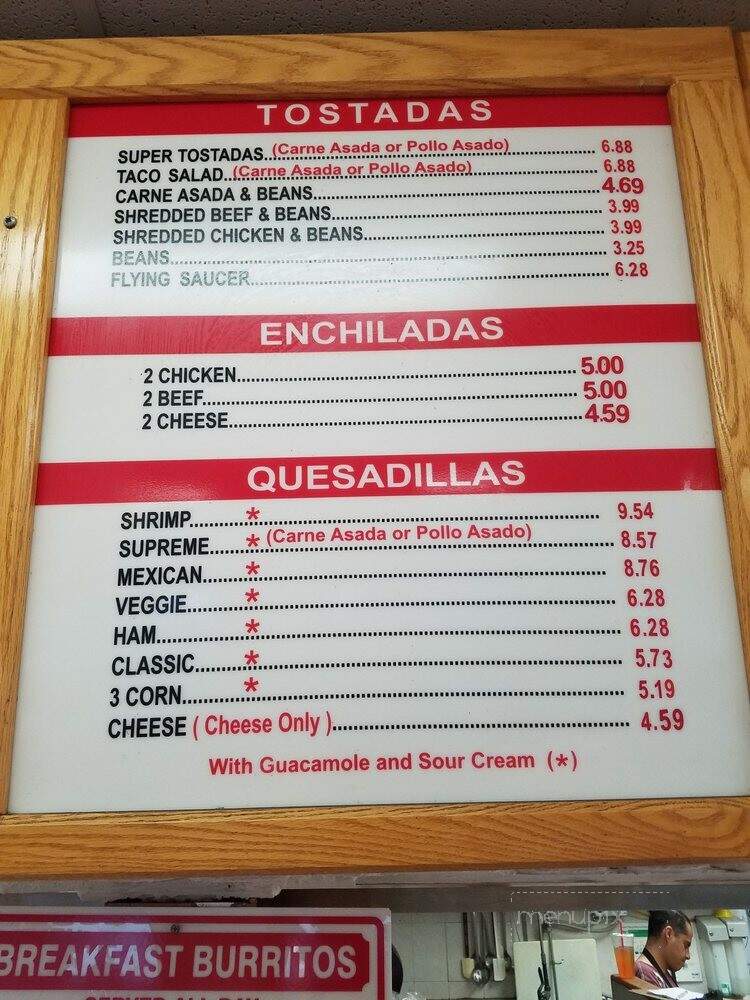 TOSTADAS
SUPER TOSTADAS...(Carne Asada or Pollo Asado)... 6.88
TACO SALAD...(Carne Asada or Pollo Asado)... 6.88
CARNE ASADA & BEANS... 4.69
SHREDDED BEEF & BEANS... 3.99
SHREDDED CHICKEN & BEANS... 3.99
BEANS... 3.25
FLYING SAUCER... 6.28
ENCHILADAS
2 CHICKEN... 5.00
2 BEEF... 5.00
2 CHEESE... 4.59
QUESADILLAS
SHRIMP...*... 9.54
SUPREME...* (Carne Asada or Pollo Asado)... 8.57
MEXICAN...*... 8.76
VEGGIE...*... 6.28
HAM...*... 6.28
CLASSIC...*... 5.73
3 CORN...*... 5.19
CHEESE ( Cheese Only )... 4.59
With Guacamole and Sour Cream (*)
menupix
BREAKFAST BURRITOS
SERVED ALL DAY